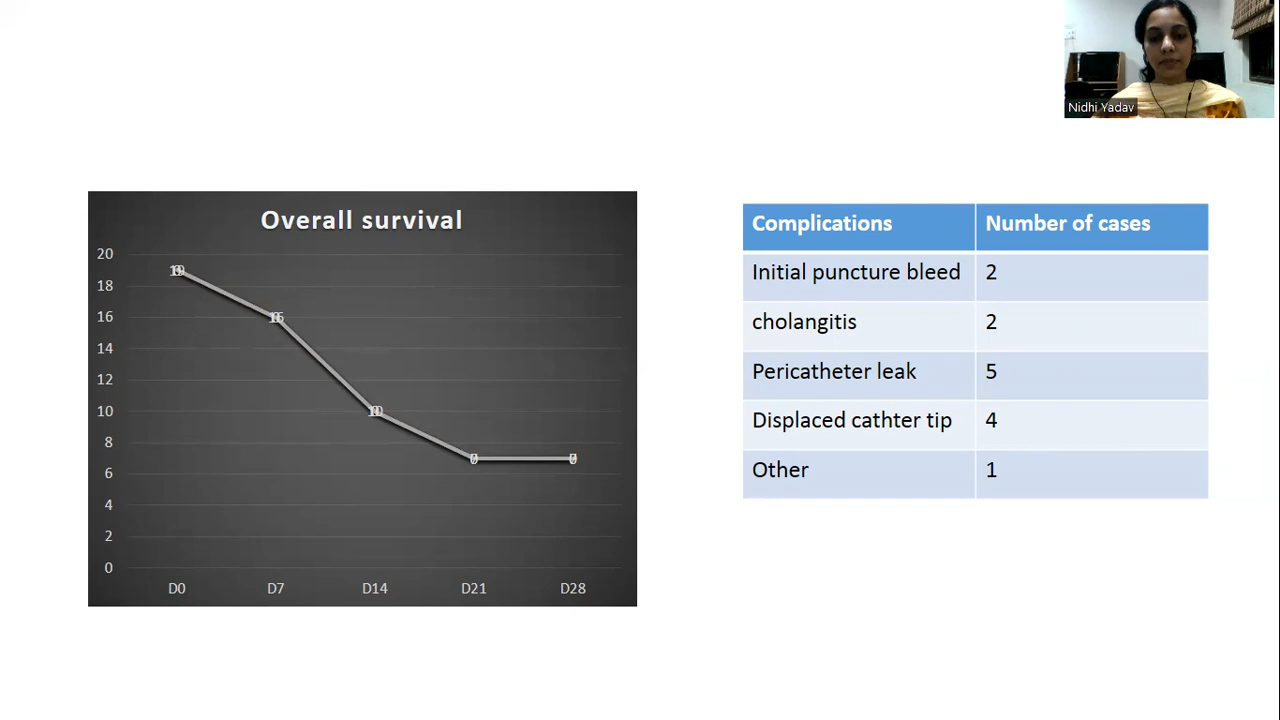 Nidhi Yadav
Overall survival
20
18
16
14
12
10
8
6
4
2
0
D0
D7
D14
D21
D28
Complications Number of cases
Initial puncture bleed 2
cholangitis 2
Pericatheter leak 5
Displaced cathter tip 4
Other 1